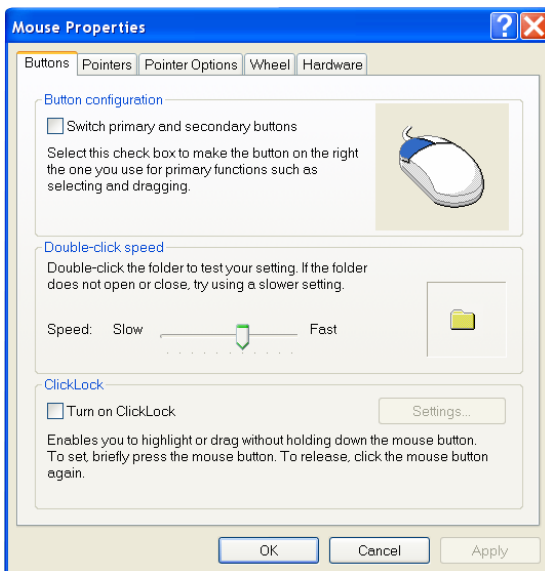 Mouse Properties
Buttons Pointers Pointer Options Wheel Hardware
Button configuration
Switch primary and secondary buttons
Select this check box to make the button on the right
the one you use for primary functions such as
selecting and dragging.
Double-click speed
Double-click the folder to test your setting. If the folder
does not open or close, try using a slower setting.
Speed: Slow Fast
ClickLock
Turn on ClickLock Settings...
Enables you to highlight or drag without holding down the mouse button.
To set, briefly press the mouse button. To release, click the mouse button
again.
OK Cancel Apply